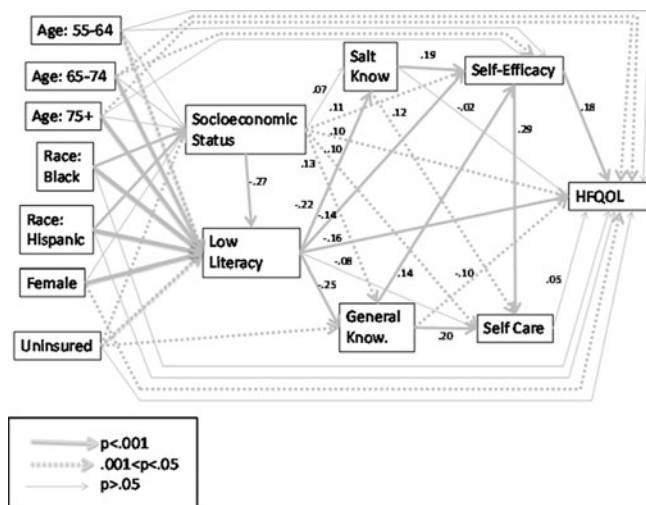 Age: 55-64
Age: 65-74
Age: 75+
Race:
Black
Race:
Hispanic
Female
Uninsured
Socioeconomic
Status
-.27
Low
Literacy
Salt
Know
General
Know.
Self-Efficacy
Self Care
HFQOL
.07
.19
.11
.12
-.02
.18
.10
.10
.29
.13
-.22
-.14
-.16
-.08
-.10
.14
.05
-.25
.20
p<.001
.001<p<.05
p>.05